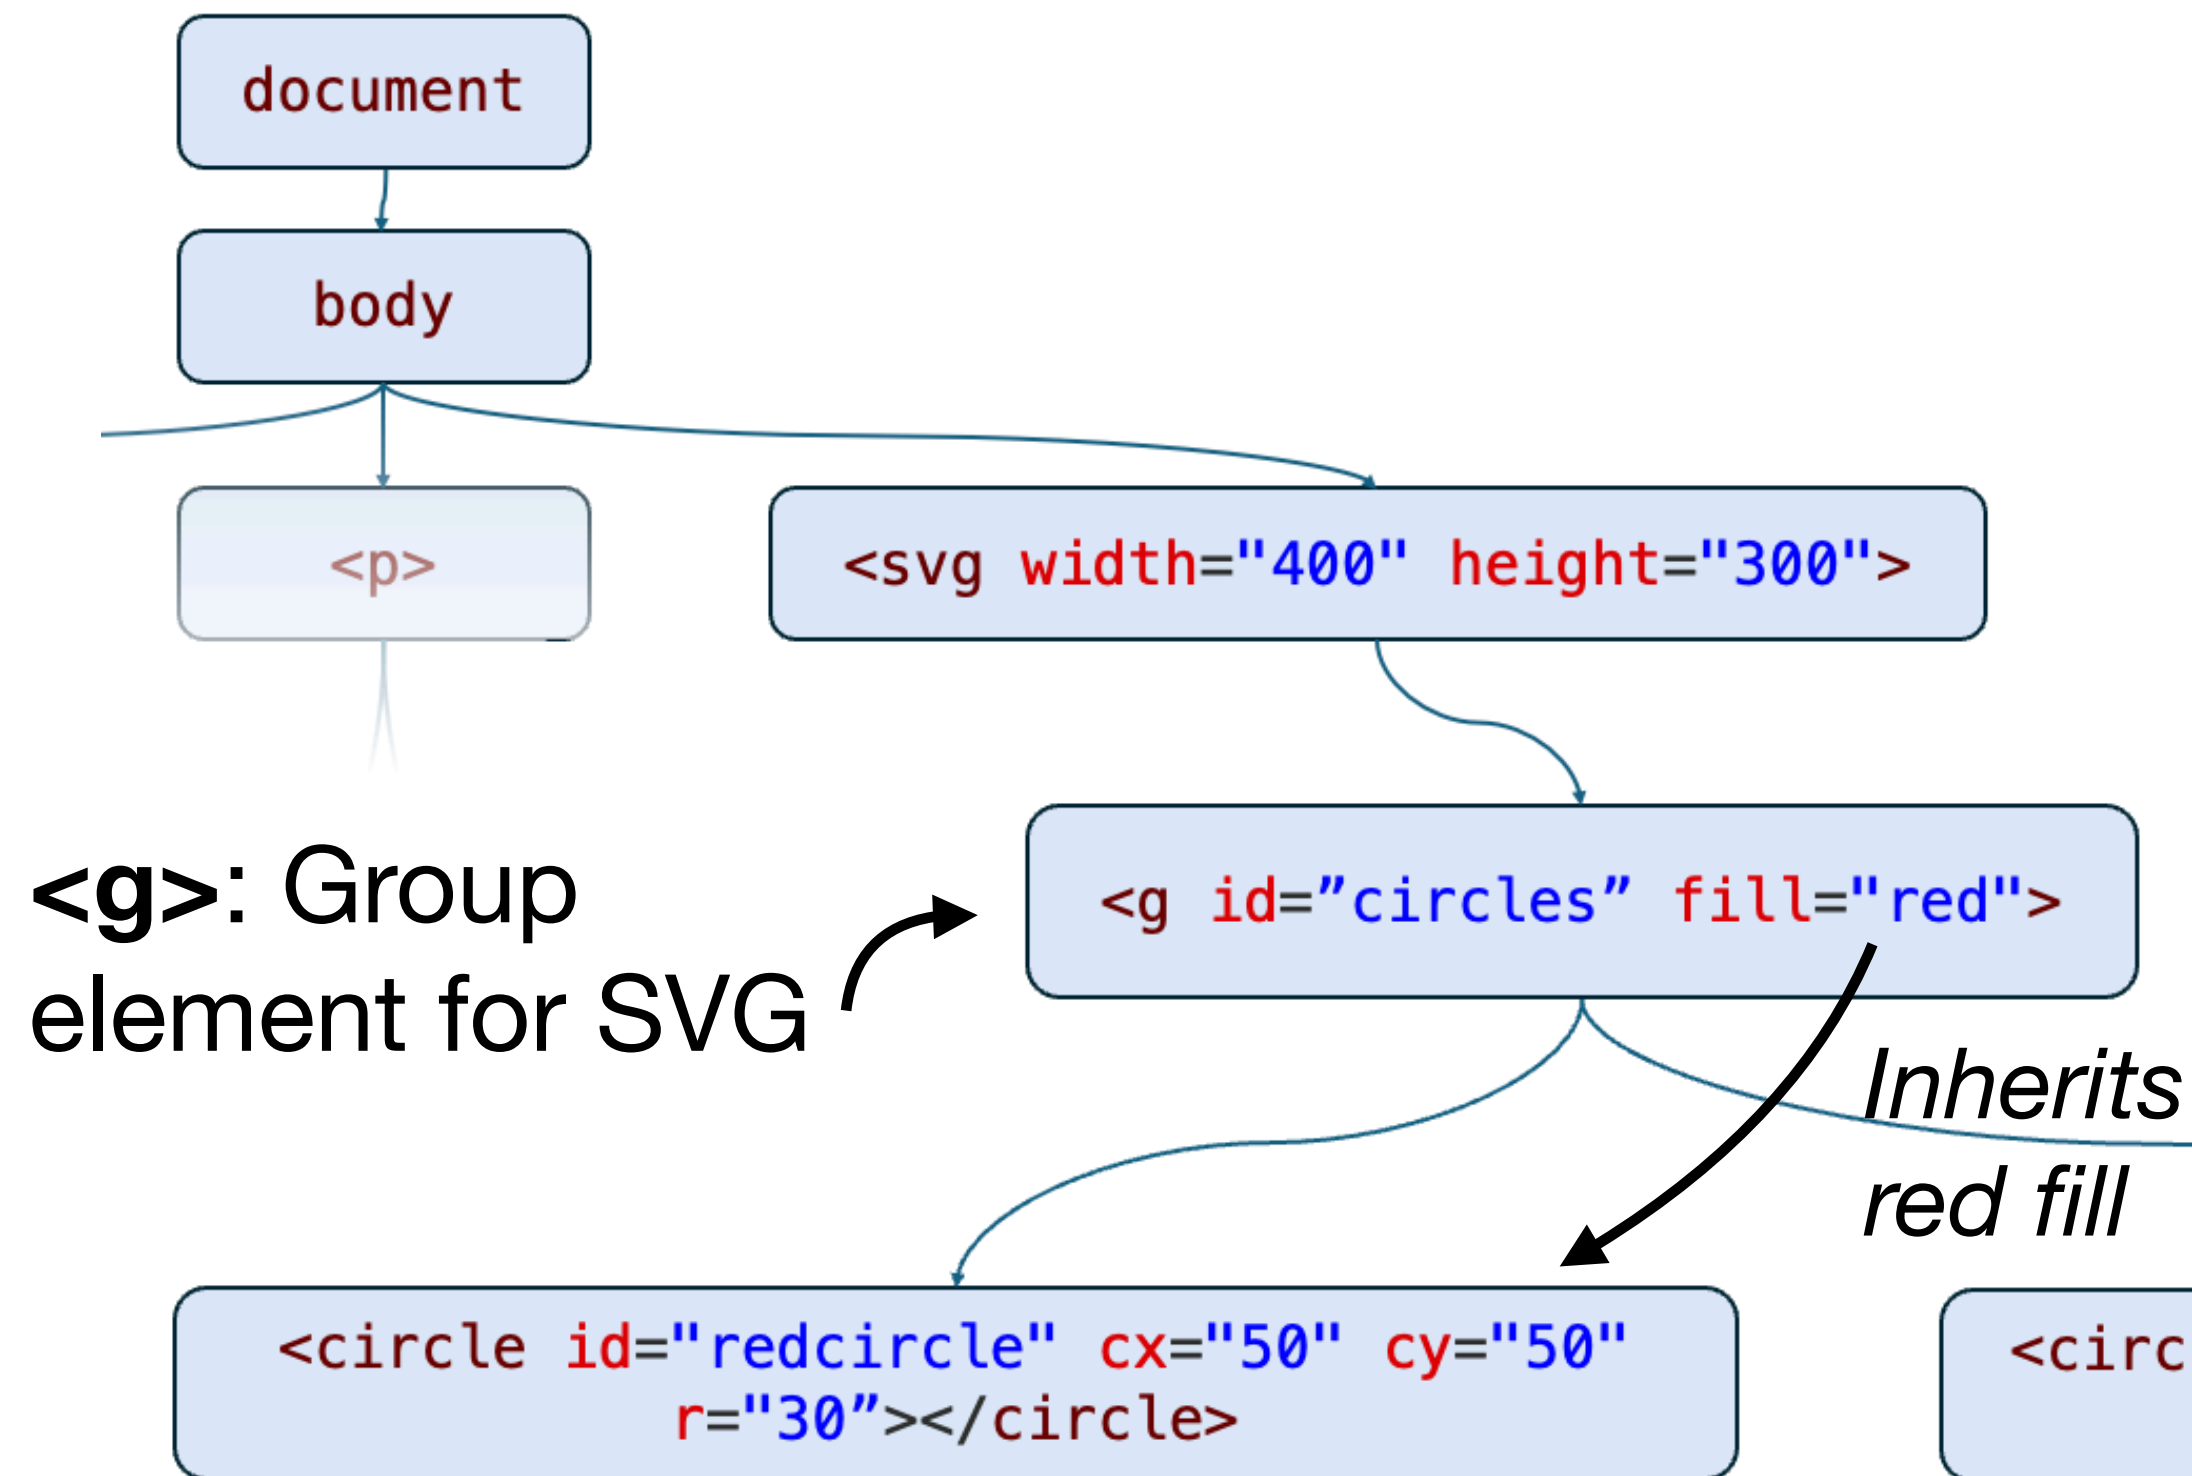 document
body
<p>
<svg width="400" height="300">
<g>: Group
element for SVG
<g id=”circles” fill="red">
Inherits
red fill
<circle id="redcircle" cx="50" cy="50"
r="30”></circle>
<circ